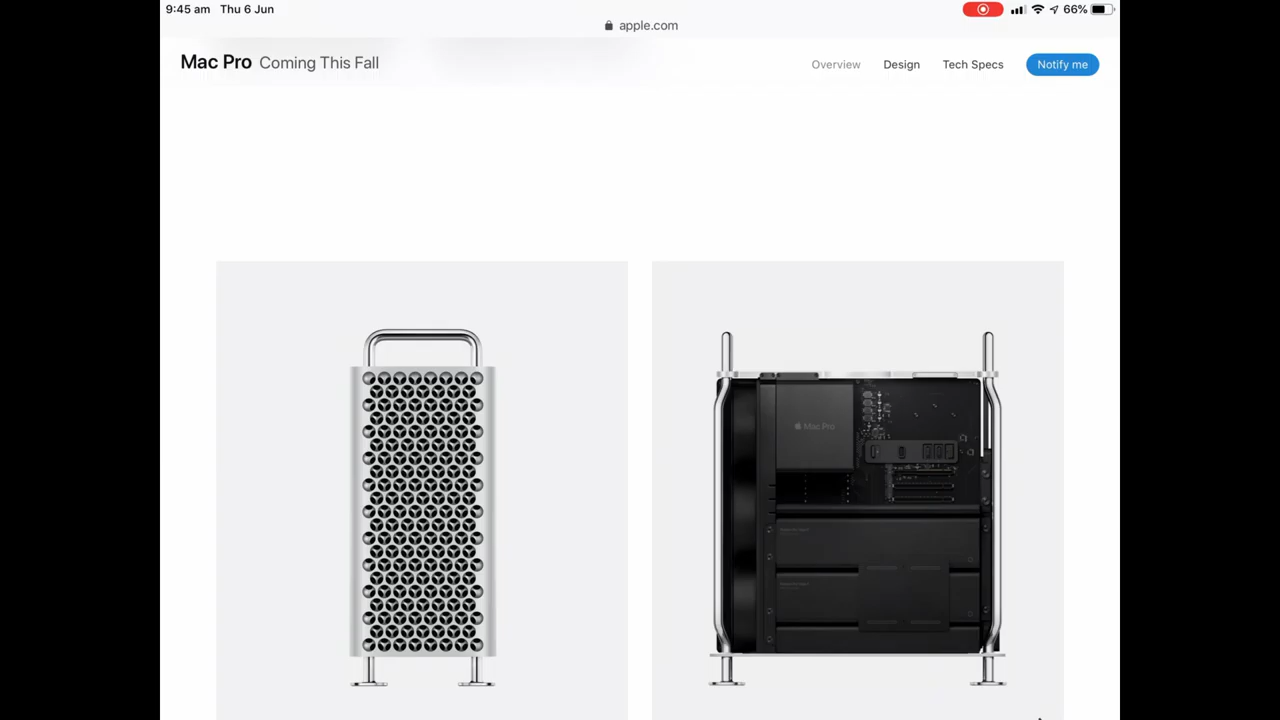 9:45 am Thu 6 Jun 66%
apple.com
Mac Pro Coming This Fall
Overview Design Tech Specs Notify me
Mac Pro